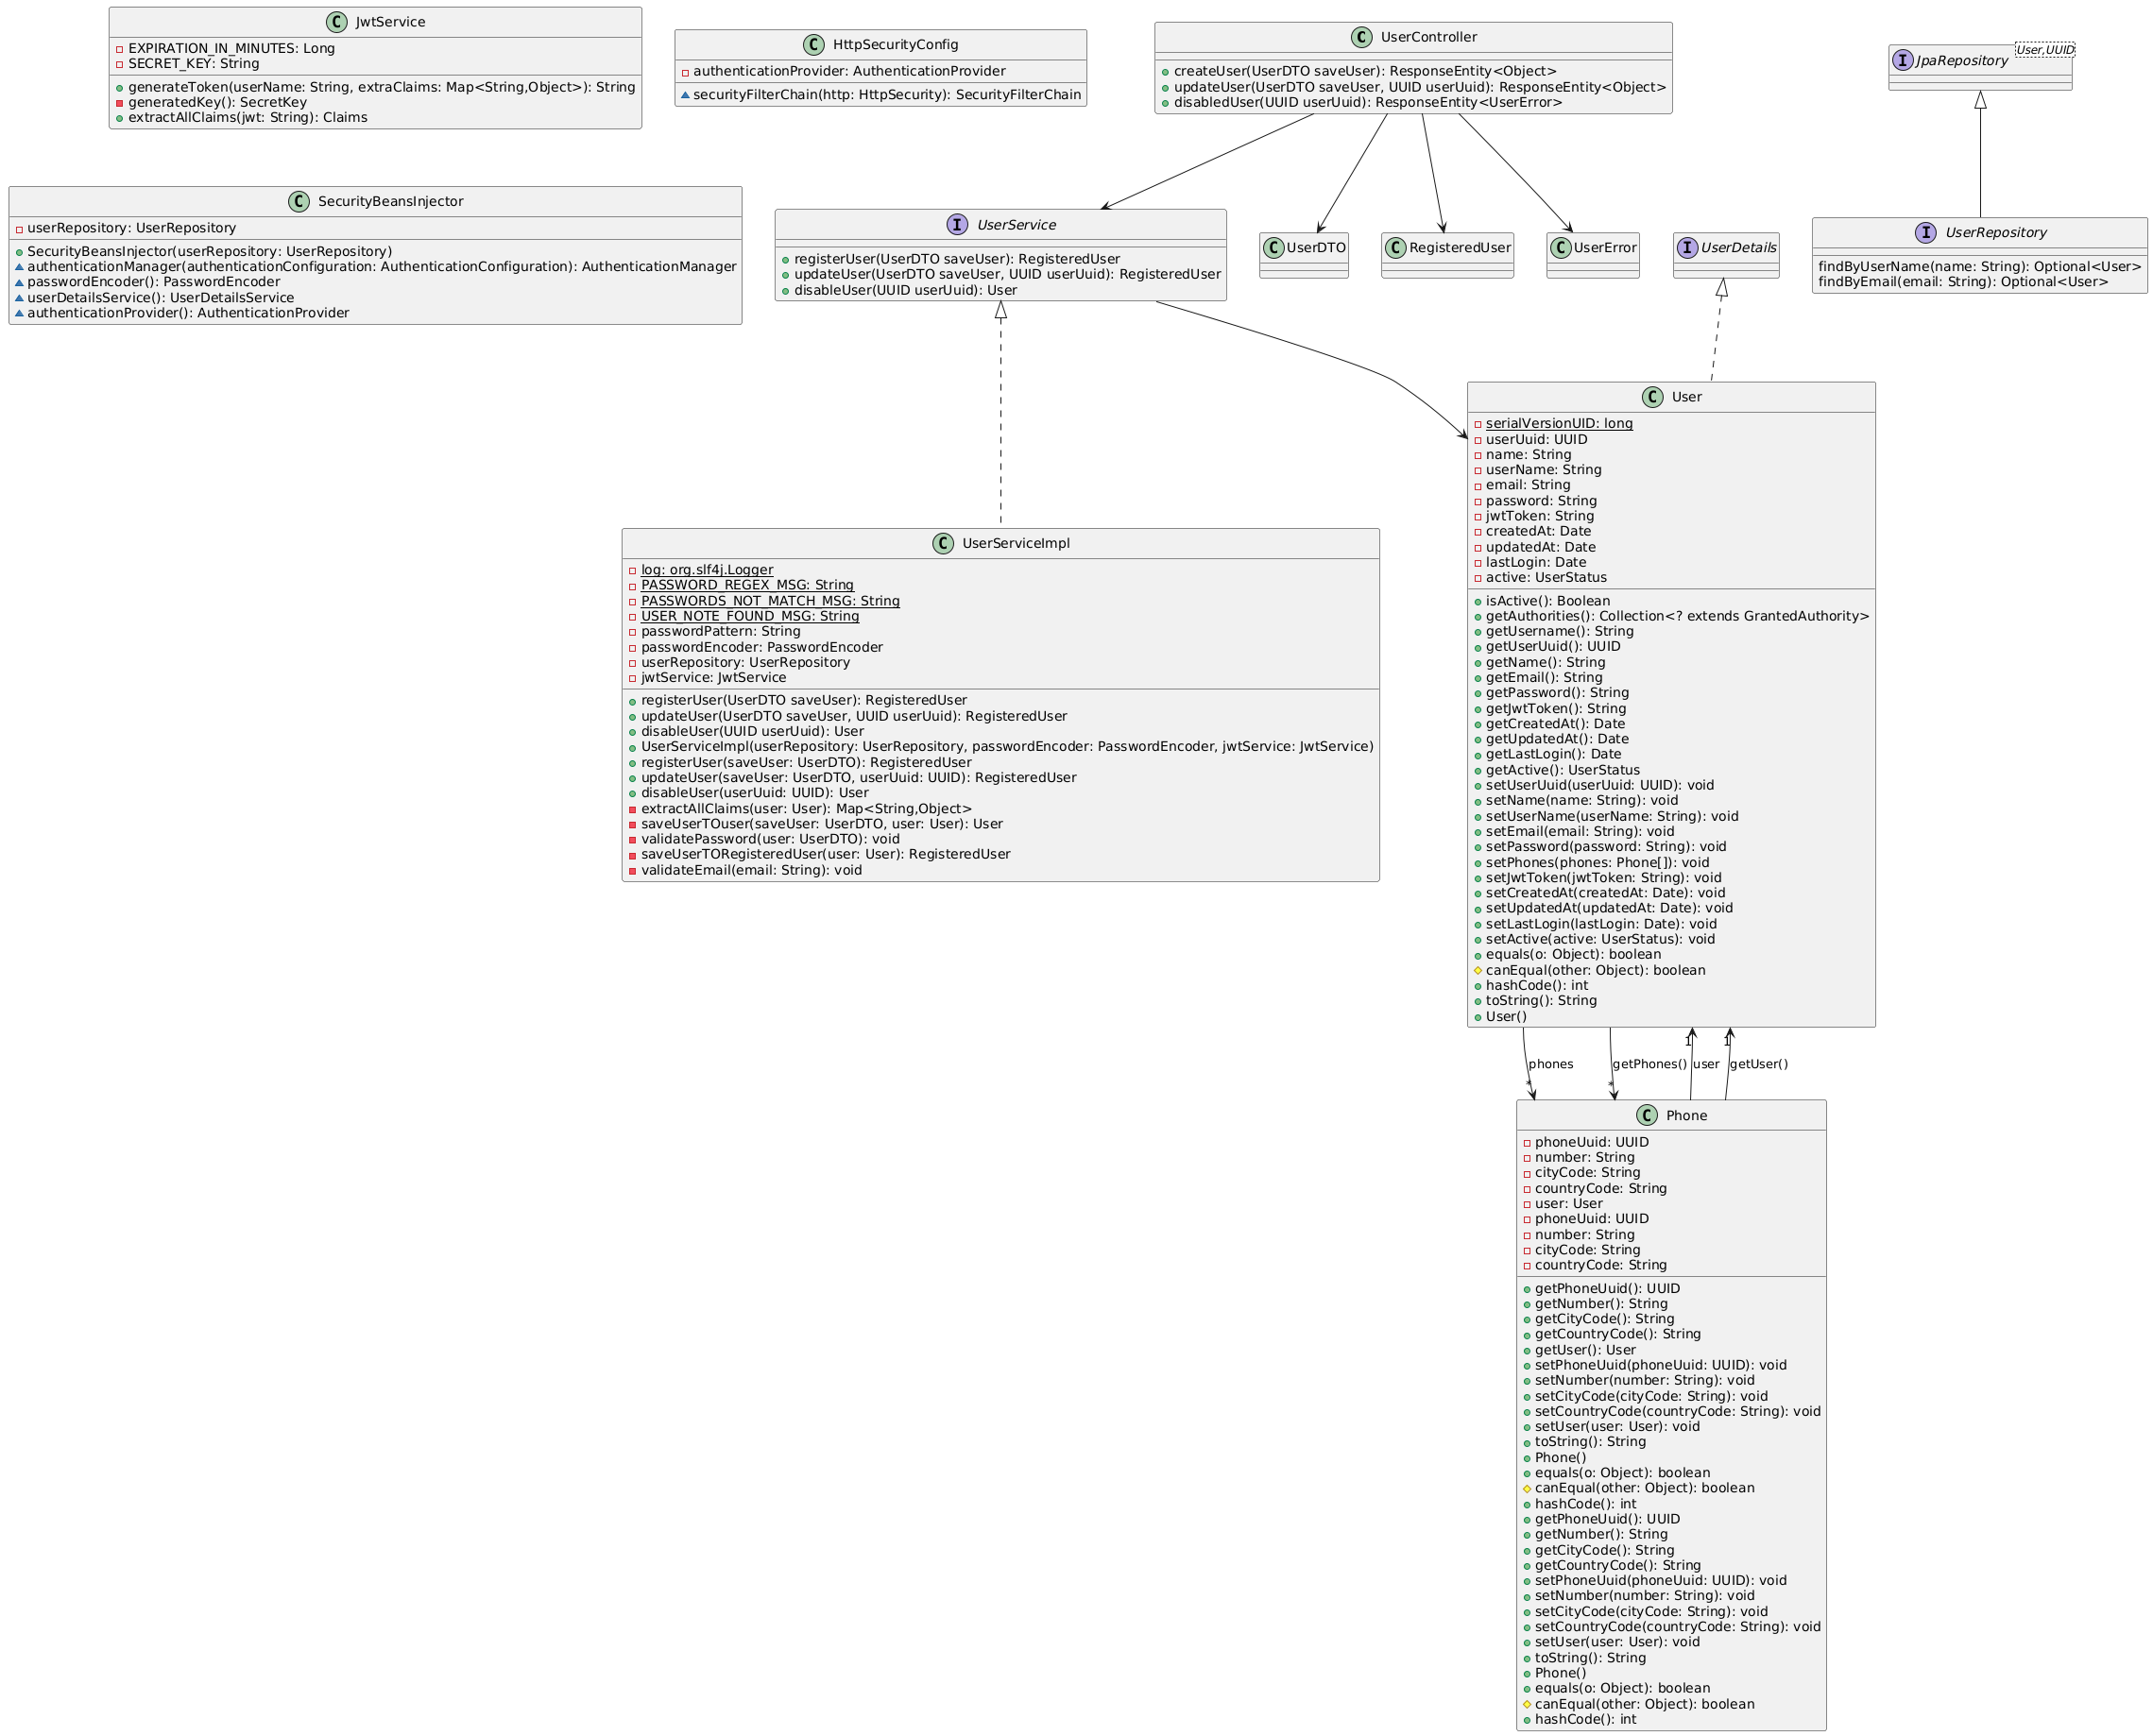 JwtService
EXPIRATION_IN_MINUTES: Long
SECRET_KEY: String
generateToken(userName: String, extraClaims: Map<String,Object>): String
generatedKey(): SecretKey
extractAllClaims(jwt: String): Claims
HttpSecurityConfig
authenticationProvider: AuthenticationProvider
securityFilterChain(http: HttpSecurity): SecurityFilterChain
UserController
createUser(UserDTO saveUser): ResponseEntity<Object>
updateUser(UserDTO saveUser, UUID userUuid): ResponseEntity<Object>
disabledUser(UUID userUuid): ResponseEntity<UserError>
JpaRepository
User,UUID
SecurityBeansInjector
userRepository: UserRepository
SecurityBeansInjector(userRepository: UserRepository)
authenticationManager(authenticationConfiguration: AuthenticationConfiguration): AuthenticationManager
passwordEncoder(): PasswordEncoder
userDetailsService(): UserDetailsService
authenticationProvider(): AuthenticationProvider
UserService
registerUser(UserDTO saveUser): RegisteredUser
updateUser(UserDTO saveUser, UUID userUuid): RegisteredUser
disableUser(UUID userUuid): User
UserDTO
RegisteredUser
UserError
UserDetails
UserRepository
findByUserName(name: String): Optional<User>
findByEmail(email: String): Optional<User>
UserServiceImpl
log: org.slf4j.Logger
PASSWORD_REGEX_MSG: String
PASSWORDS_NOT_MATCH_MSG: String
USER_NOTE_FOUND_MSG: String
passwordPattern: String
passwordEncoder: PasswordEncoder
userRepository: UserRepository
jwtService: JwtService
registerUser(UserDTO saveUser): RegisteredUser
updateUser(UserDTO saveUser, UUID userUuid): RegisteredUser
disableUser(UUID userUuid): User
UserServiceImpl(userRepository: UserRepository, passwordEncoder: PasswordEncoder, jwtService: JwtService)
registerUser(saveUser: UserDTO): RegisteredUser
updateUser(saveUser: UserDTO, userUuid: UUID): RegisteredUser
disableUser(userUuid: UUID): User
extractAllClaims(user: User): Map<String,Object>
saveUserTOuser(saveUser: UserDTO, user: User): User
validatePassword(user: UserDTO): void
saveUserTORegisteredUser(user: User): RegisteredUser
validateEmail(email: String): void
User
serialVersionUID: long
userUuid: UUID
name: String
userName: String
email: String
password: String
jwtToken: String
createdAt: Date
updatedAt: Date
lastLogin: Date
active: UserStatus
isActive(): Boolean
getAuthorities(): Collection<? extends GrantedAuthority>
getUsername(): String
getUserUuid(): UUID
getName(): String
getEmail(): String
getPassword(): String
getJwtToken(): String
getCreatedAt(): Date
getUpdatedAt(): Date
getLastLogin(): Date
getActive(): UserStatus
setUserUuid(userUuid: UUID): void
setName(name: String): void
setUserName(userName: String): void
setEmail(email: String): void
setPassword(password: String): void
setPhones(phones: Phone[]): void
setJwtToken(jwtToken: String): void
setCreatedAt(createdAt: Date): void
setUpdatedAt(updatedAt: Date): void
setLastLogin(lastLogin: Date): void
setActive(active: UserStatus): void
equals(o: Object): boolean
canEqual(other: Object): boolean
hashCode(): int
toString(): String
User()
1
1
phones
getPhones()
user
getUser()
*
*
Phone
phoneUuid: UUID
number: String
cityCode: String
countryCode: String
user: User
phoneUuid: UUID
number: String
cityCode: String
countryCode: String
getPhoneUuid(): UUID
getNumber(): String
getCityCode(): String
getCountryCode(): String
getUser(): User
setPhoneUuid(phoneUuid: UUID): void
setNumber(number: String): void
setCityCode(cityCode: String): void
setCountryCode(countryCode: String): void
setUser(user: User): void
toString(): String
Phone()
equals(o: Object): boolean
canEqual(other: Object): boolean
hashCode(): int
getPhoneUuid(): UUID
getNumber(): String
getCityCode(): String
getCountryCode(): String
setPhoneUuid(phoneUuid: UUID): void
setNumber(number: String): void
setCityCode(cityCode: String): void
setCountryCode(countryCode: String): void
setUser(user: User): void
toString(): String
Phone()
equals(o: Object): boolean
canEqual(other: Object): boolean
hashCode(): int